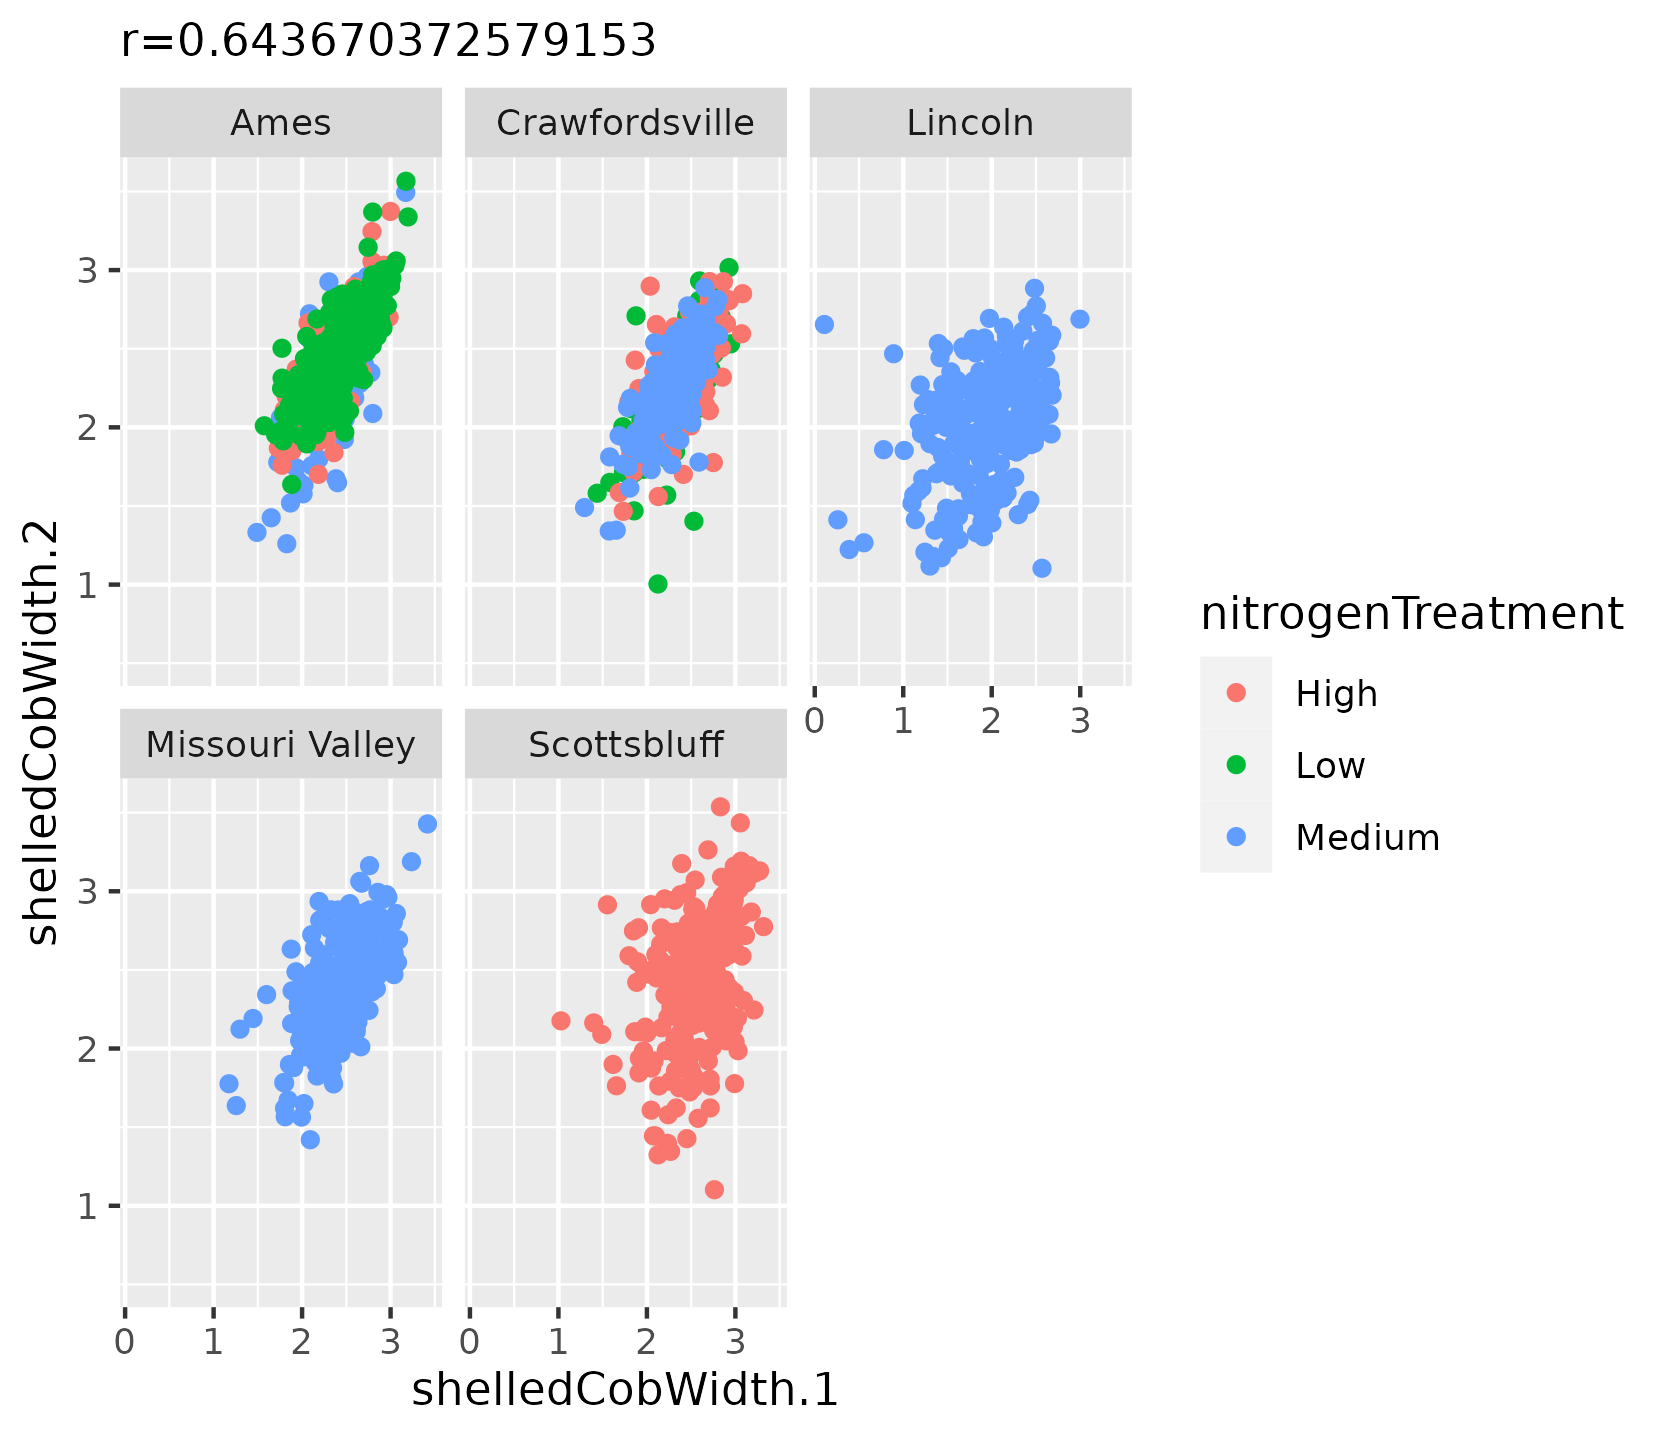 r=0.643670372579153
Ames
Crawfordsville
Lincoln
3
2
1
0 1 2 3
Missouri Valley
Scottsbluff
3
2
1
0 1 2 3
0 1 2 3
shelledCobWidth.1
shelledCobWidth.2
nitrogenTreatment
High
Low
Medium